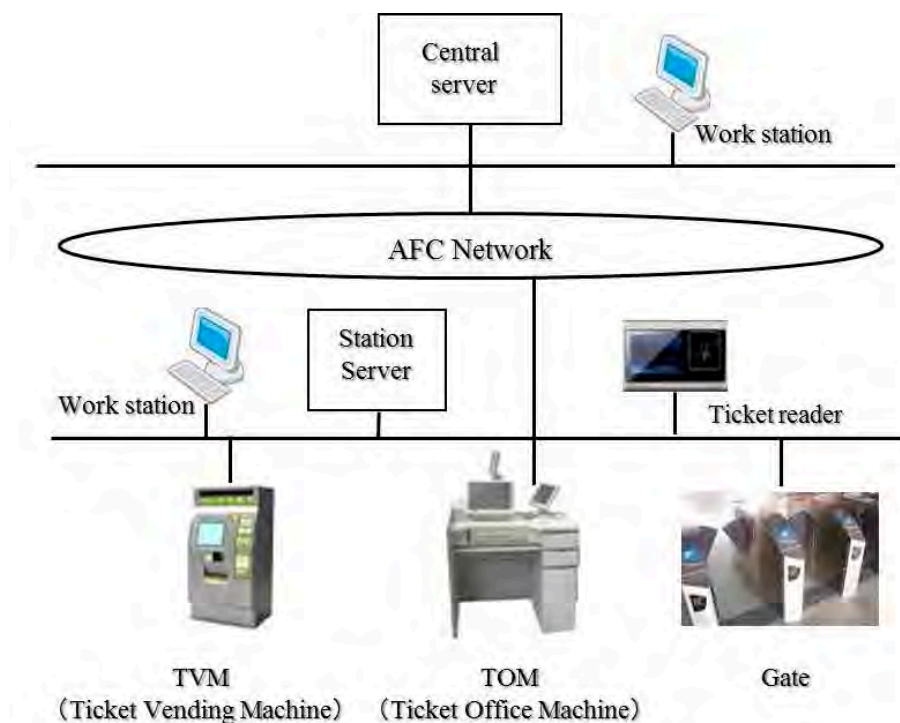 Central
server
Work station
AFC Network
Station
Server
Work station
Ticket reader
TVM
（Ticket Vending Machine）
TOM
（Ticket Office Machine）
Gate